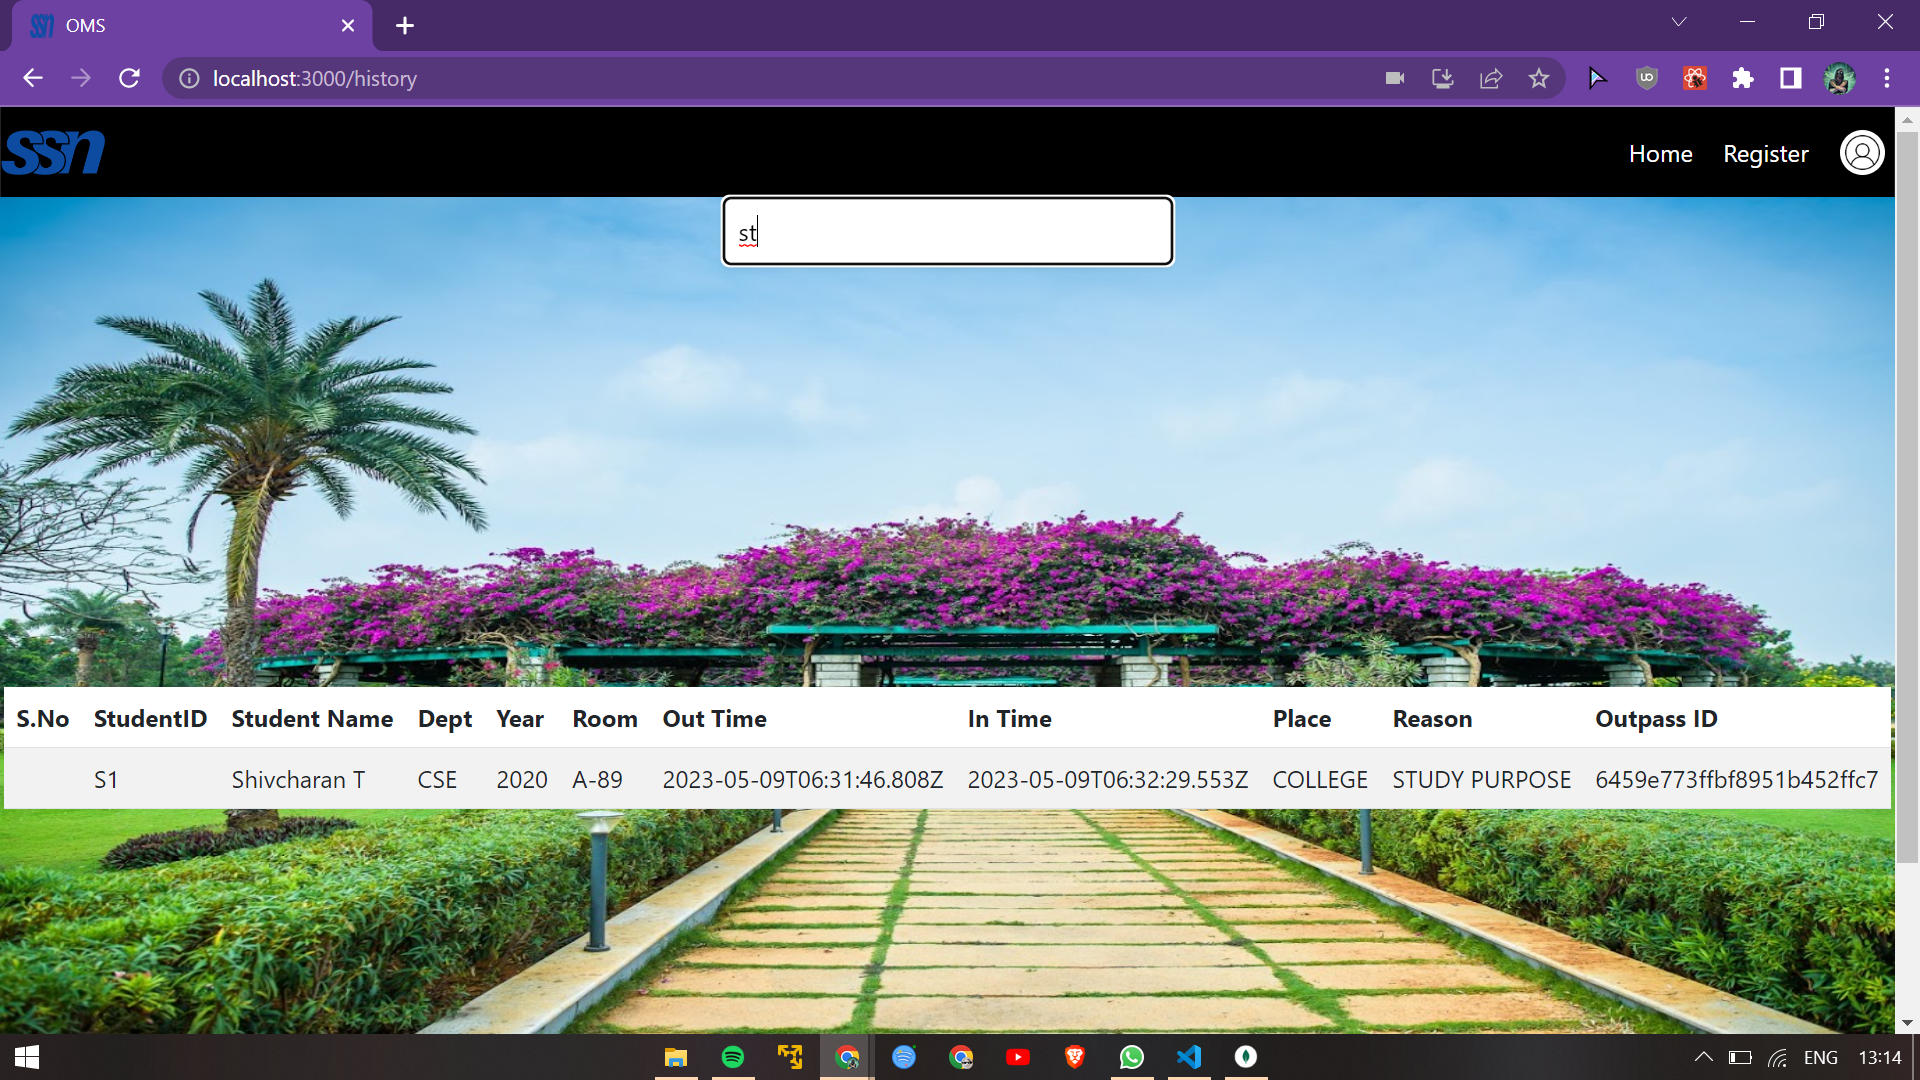 OMS
localhost:3000/history
ssn
Home Register
st
S.No StudentID Student Name Dept Year Room Out Time In Time Place Reason Outpass ID
S1 Shivcharan T CSE 2020 A-89 2023-05-09T06:31:46.808Z 2023-05-09T06:32:29.553Z COLLEGE STUDY PURPOSE 6459e773ffbf8951b452ffc7
ENG 13:14